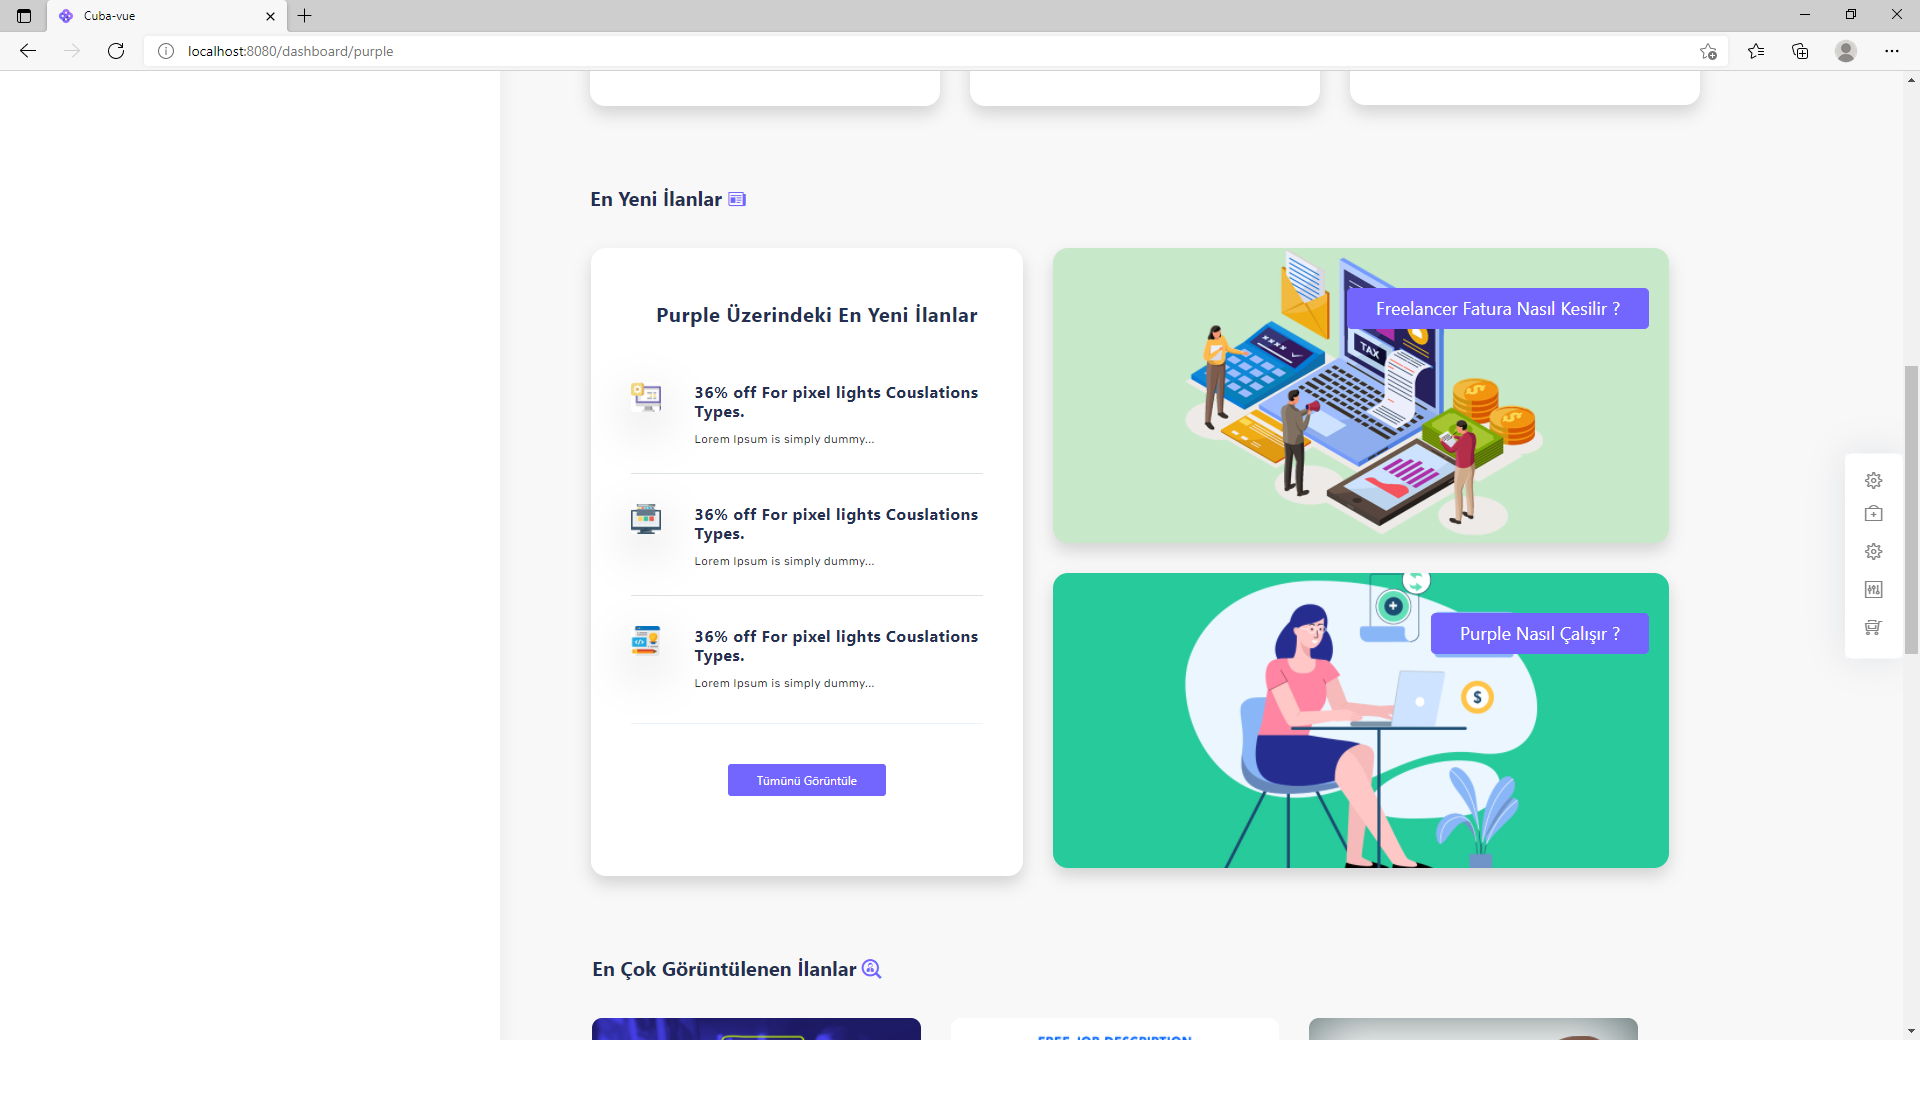 Cuba-vue
localhost:8080/dashboard/purple
En Yeni İlanlar
Purple Üzerindeki En Yeni İlanlar
36% off For pixel lights Couslations
Types.
Lorem Ipsum is simply dummy...
36% off For pixel lights Couslations
Types.
Lorem Ipsum is simply dummy...
36% off For pixel lights Couslations
Types.
Lorem Ipsum is simply dummy...
Tümünü Görüntüle
Freelancer Fatura Nasıl Kesilir ?
TAX
Purple Nasıl Çalışır ?
$
En Çok Görüntülenen İlanlar
FREE JOB DESCRIPTION